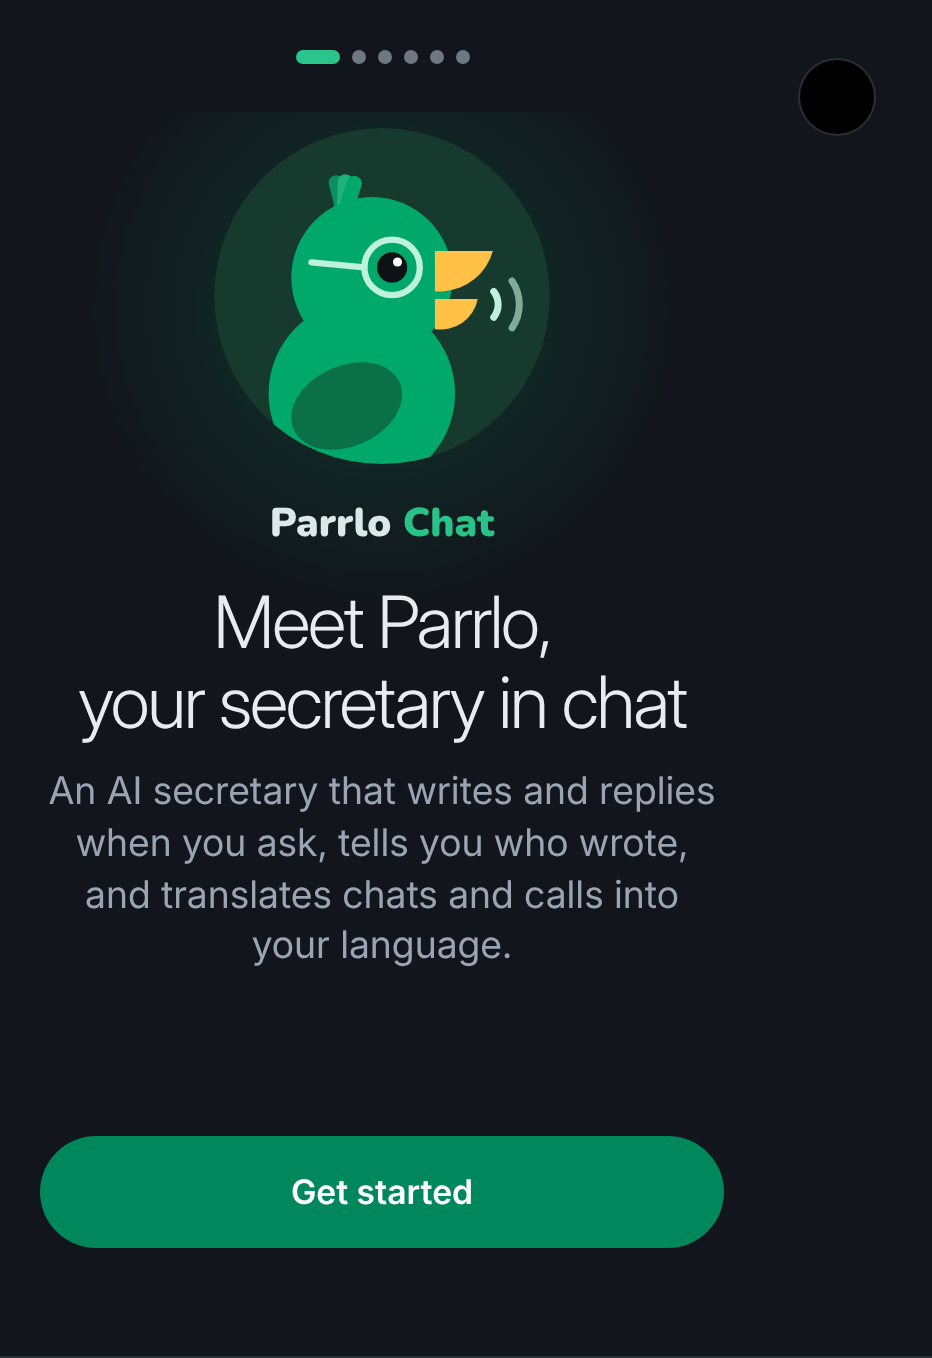 Parrlo Chat
Meet Parrlo,
your secretary in chat
An AI secretary that writes and replies
when you ask, tells you who wrote,
and translates chats and calls into
your language.
Get started